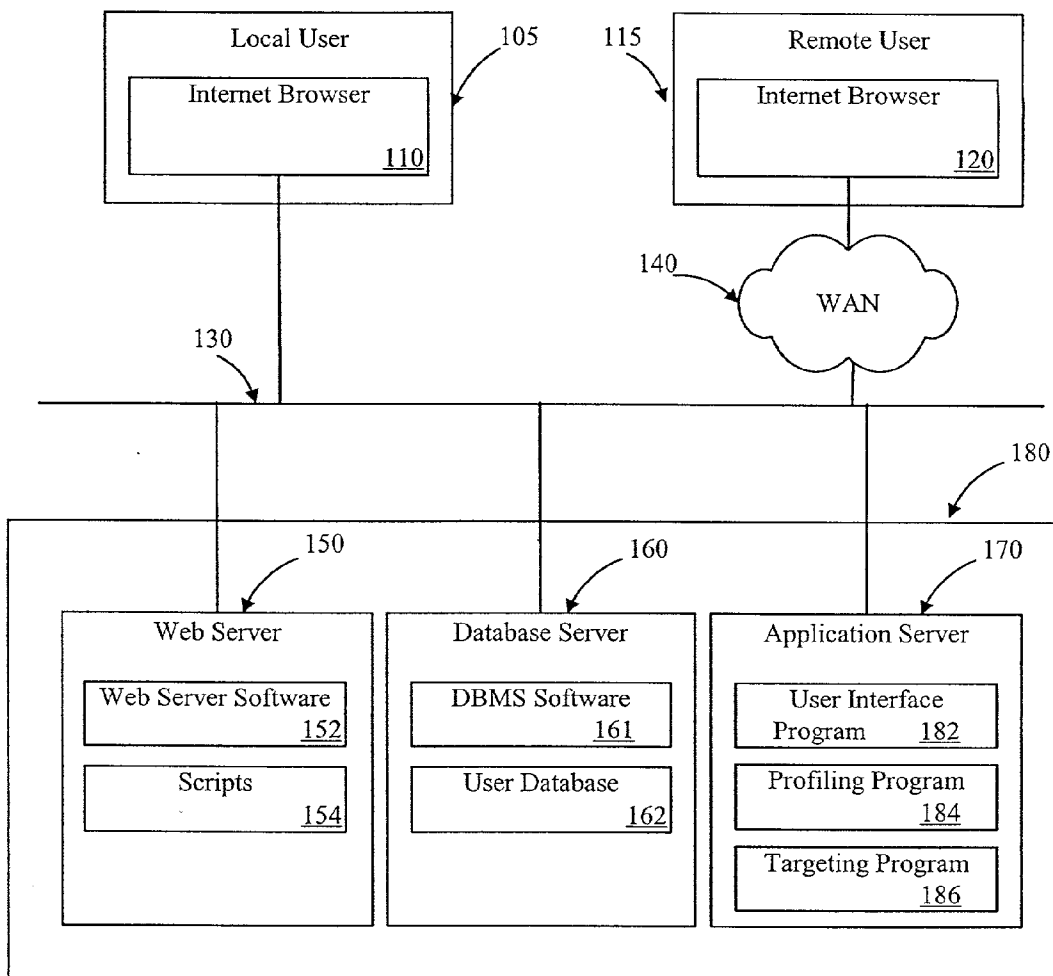 Local User
Internet Browser
110
105
115
Remote User
Internet Browser
120
140
WAN
130
180
150
160
170
Web Server
Web Server Software
152
Scripts
154
Database Server
DBMS Software
161
User Database
162
Application Server
User Interface
Program 182
Profiling Program
184
Targeting Program
186